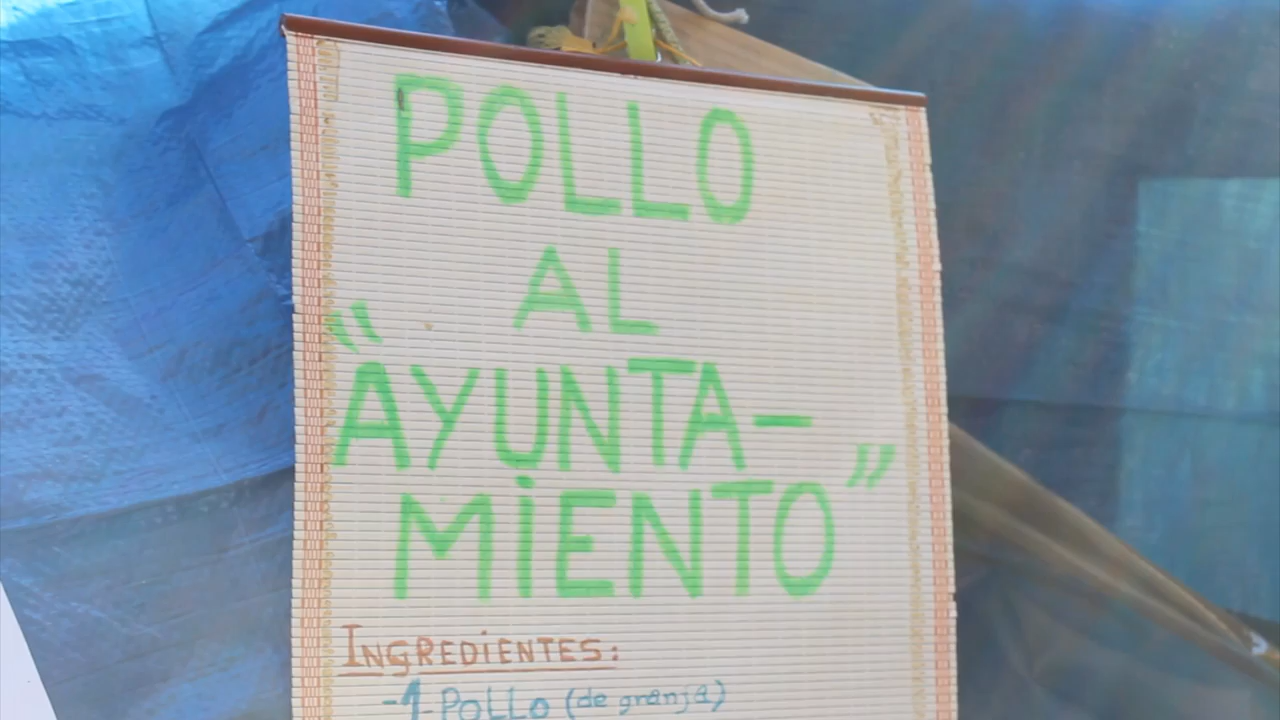 POLLO
AL
"AYUNTA-
MIENTO"
INGREDIENTES:
-1 POLLO (de granja)